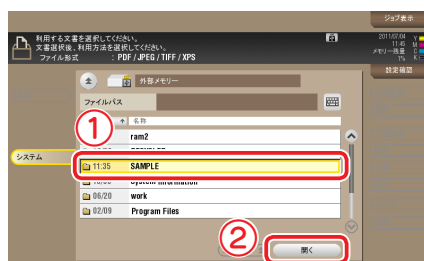 ジョブ表示
利用する文書を選択してください。
文書選択後、利用方法を選択してください。
ファイル形式 : PDF / JPEG / TIFF / XPS
2011/07/04
11:45
メモリー残量
1%
Y
M
C
K
設定確認
外部メモリー
ファイルパス
名称
①
ram2
システム
11:35 SAMPLE
System Information
06/20 work
02/09 Program Files
②
開く